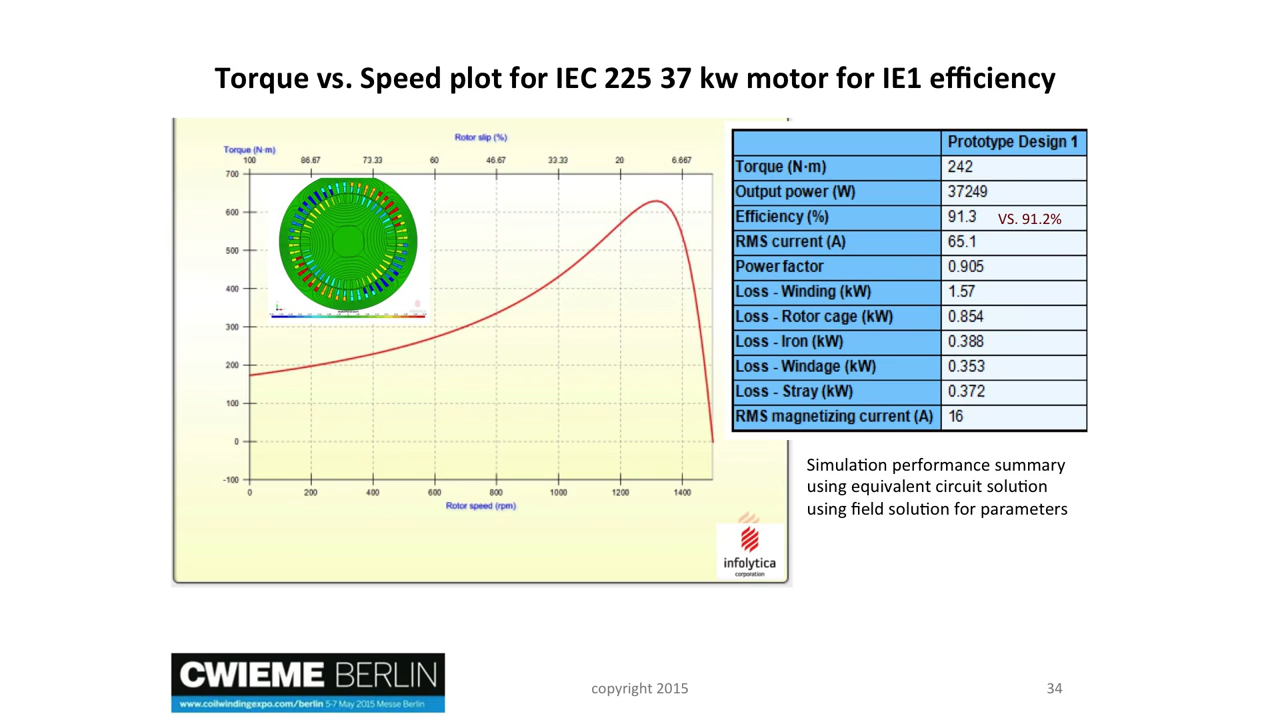 Torque vs. Speed plot for IEC 225 37 kw motor for IE1 efficiency
Rotor slip (%)
Torque (N·m)
100 86.67 73.33 60 46.67 33.33 20 6.667
700
600
500
400
300
200
100
0
-100
0 200 400 600 800 1000 1200 1400
Rotor speed (rpm)
infolytica
corporation
Prototype Design 1
Torque (N·m) 242
Output power (W) 37249
Efficiency (%) 91.3 VS. 91.2%
RMS current (A) 65.1
Power factor 0.905
Loss - Winding (kW) 1.57
Loss - Rotor cage (kW) 0.854
Loss - Iron (kW) 0.388
Loss - Windage (kW) 0.353
Loss - Stray (kW) 0.372
RMS magnetizing current (A) 16
Simulation performance summary
using equivalent circuit solution
using field solution for parameters
CWIEME BERLIN
www.coilwindingexpo.com/berlin 5-7 May 2015 Messe Berlin
copyright 2015
34